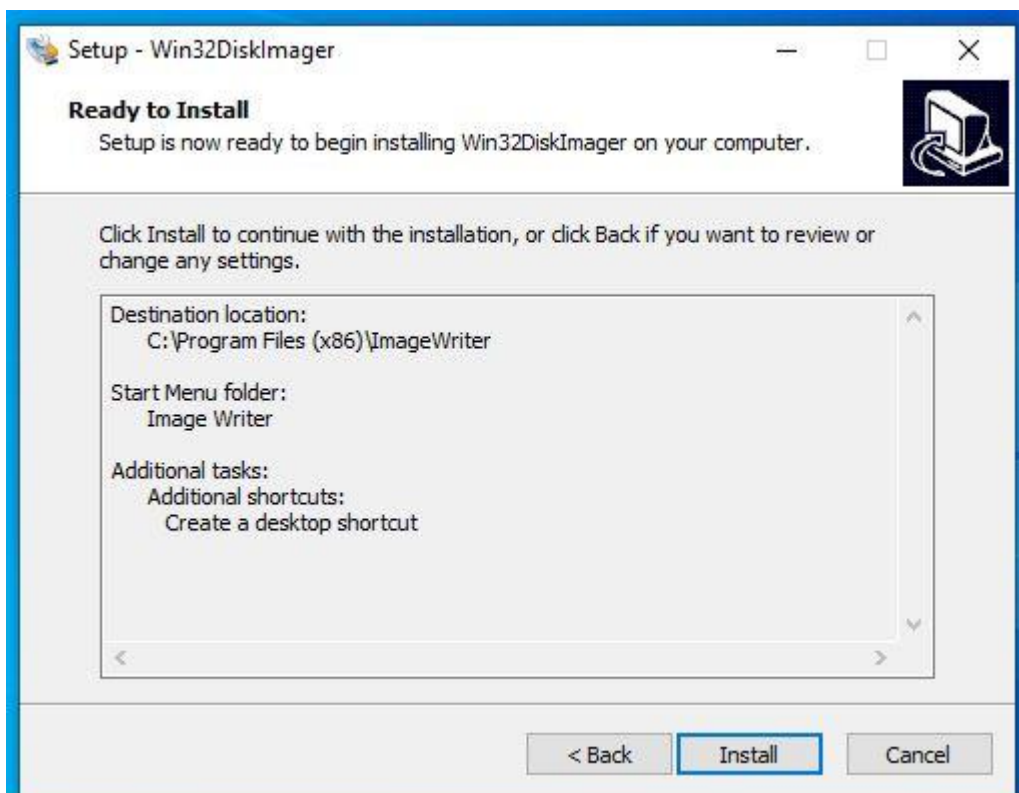 Setup - Win32DiskImager
Ready to Install
Setup is now ready to begin installing Win32DiskImager on your computer.
Click Install to continue with the installation, or click Back if you want to review or
change any settings.
Destination location:
C:\Program Files (x86)\ImageWriter
Start Menu folder:
Image Writer
Additional tasks:
Additional shortcuts:
Create a desktop shortcut
< Back Install Cancel